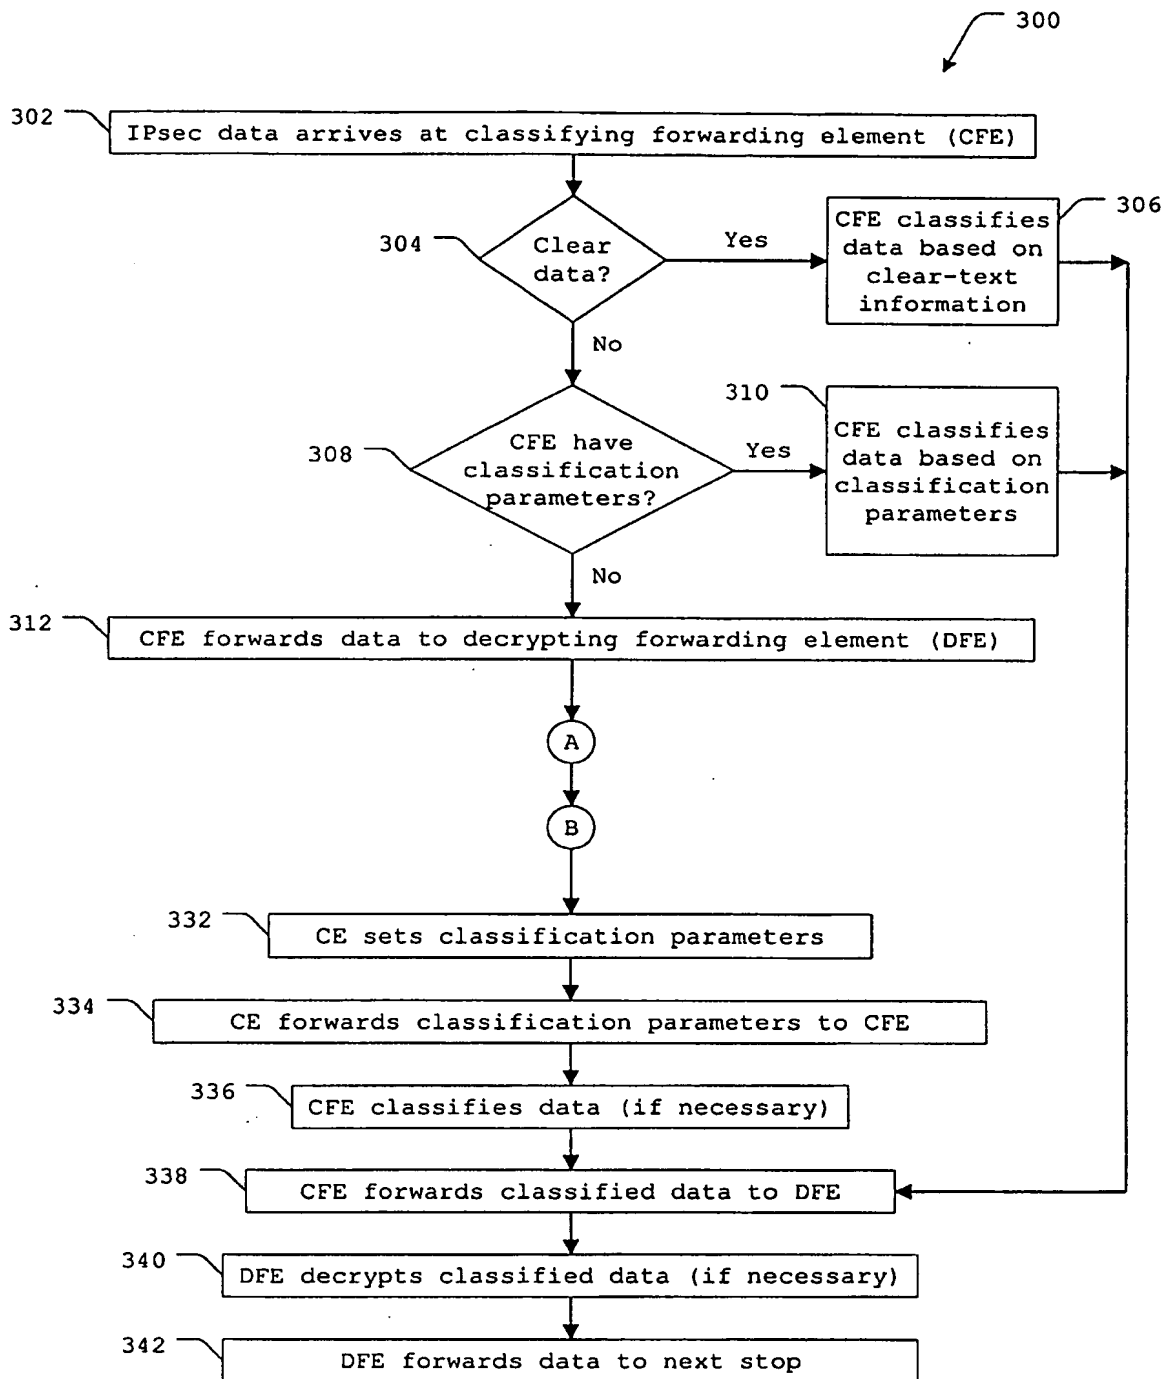 300
302
IPsec data arrives at classifying forwarding element (CFE)
304
Clear
data?
Yes
306
CFE classifies
data based on
clear-text
information
No
308
CFE have
classification
parameters?
Yes
310
CFE classifies
data based on
classification
parameters
No
312
CFE forwards data to decrypting forwarding element (DFE)
A
B
332
CE sets classification parameters
334
CE forwards classification parameters to CFE
336
CFE classifies data (if necessary)
338
CFE forwards classified data to DFE
340
DFE decrypts classified data (if necessary)
342
DFE forwards data to next stop